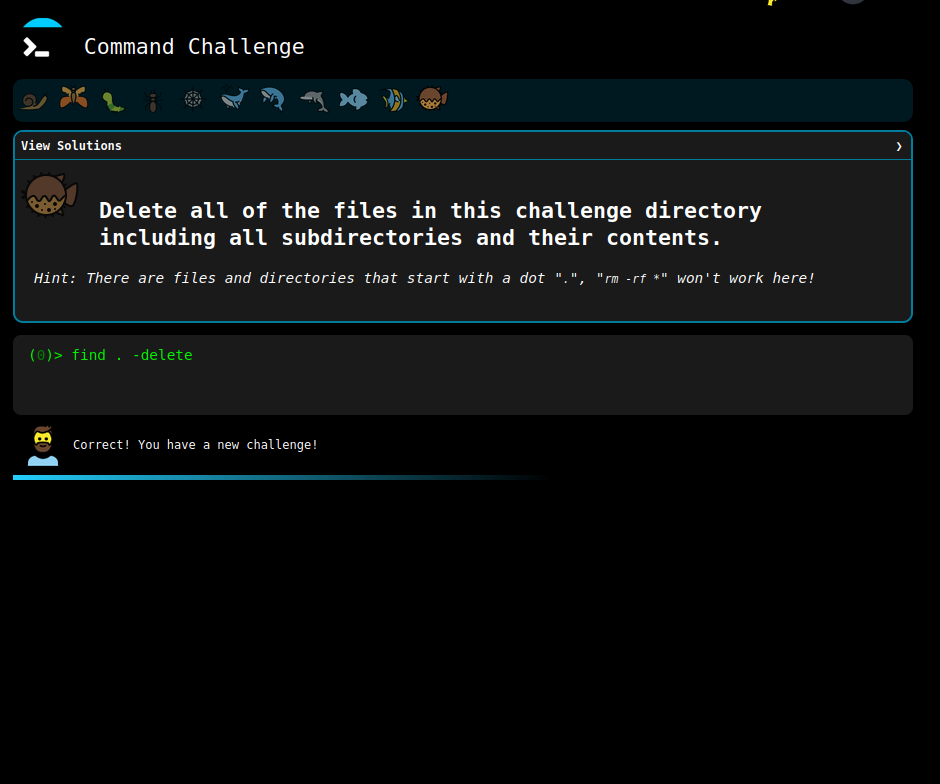 Command Challenge
View Solutions ❯
Delete all of the files in this challenge directory
including all subdirectories and their contents.
Hint: There are files and directories that start with a dot ".", "rm -rf *" won't work here!
(0)> find . -delete
Correct! You have a new challenge!